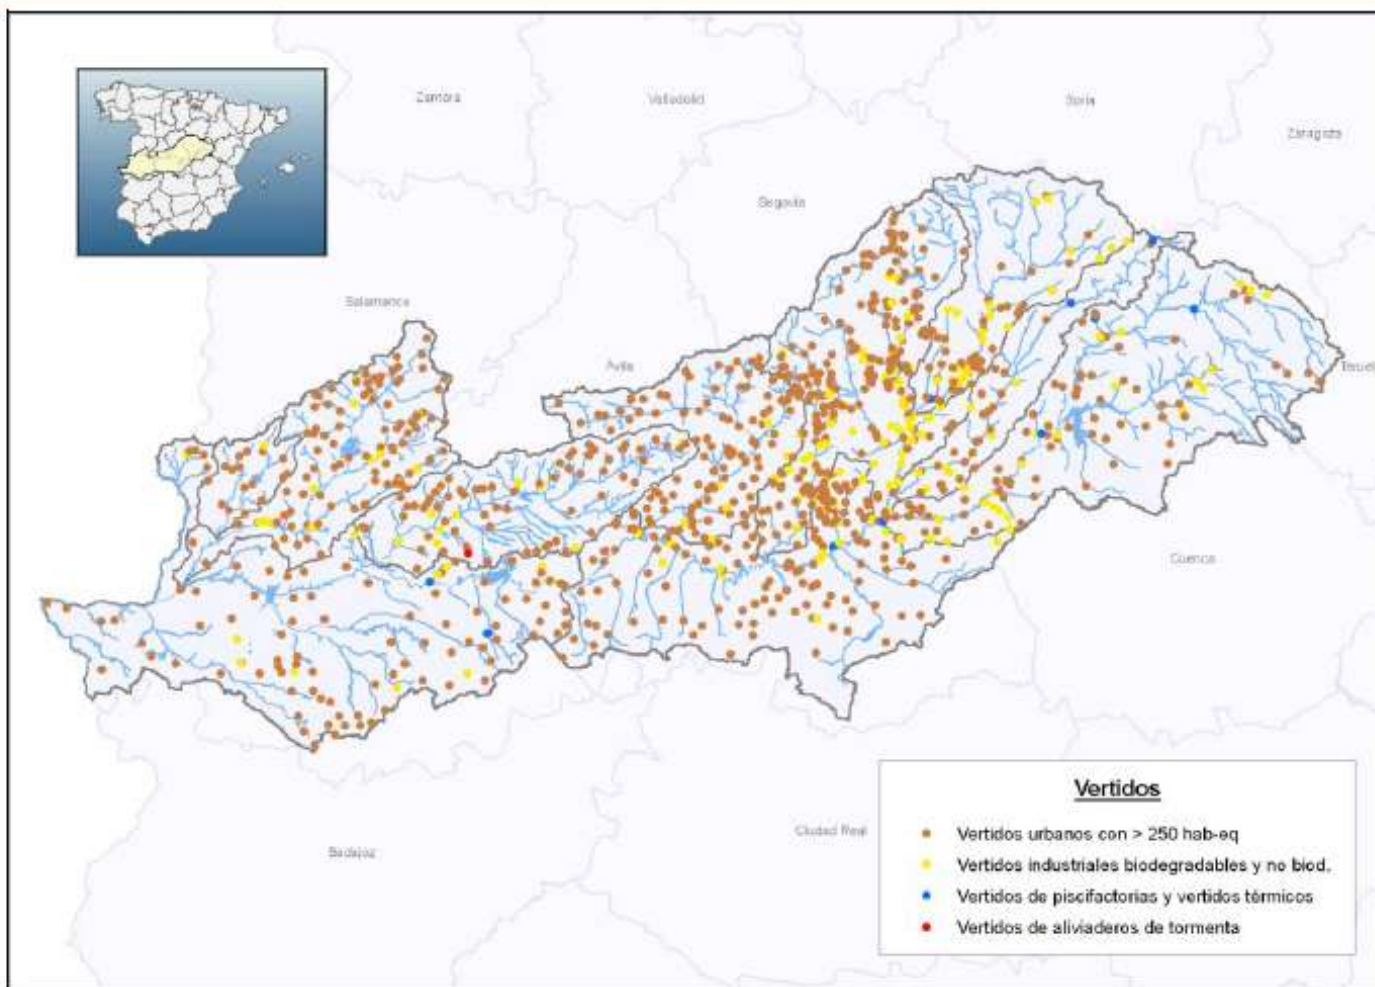 Zamora
Valladolid
Soria
Zaragoza
Segovia
Salamanca
Ávila
Teruel
Cuenca
Ciudad Real
Badajoz
Vertidos
Vertidos urbanos con > 250 hab-eq
Vertidos industriales biodegradables y no biod.
Vertidos de piscifactorias y vertidos térmicos
Vertidos de aliviaderos de tormenta